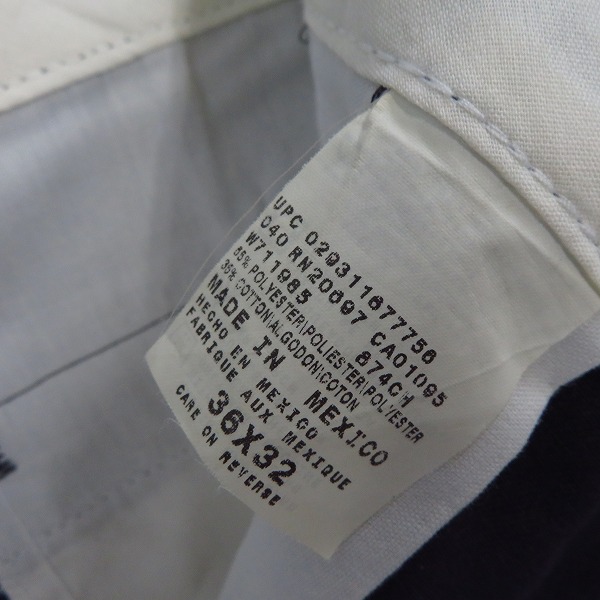 UPC 029311677756
040 RN20697 CA01095
W711985 874CH
65% POLYESTER\POLIESTER\POLYESTER
35% COTTON\ALGODON\COTON
MADE IN MEXICO
HECHO EN MEXICO
FABRIQUE AUX MEXIQUE
36X32
CARE ON
REVERSE